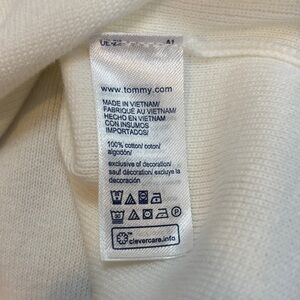 www.tommy.com
MADE IN VIETNAM/
FABRIQUÉ AU VIETNAM/
HECHO EN VIETNAM
CON INSUMOS
IMPORTADOS/
100% cotton/ coton/
algodón/
exclusive of decoration/
sauf décoration/ excluye la
decoración
clevercare.info